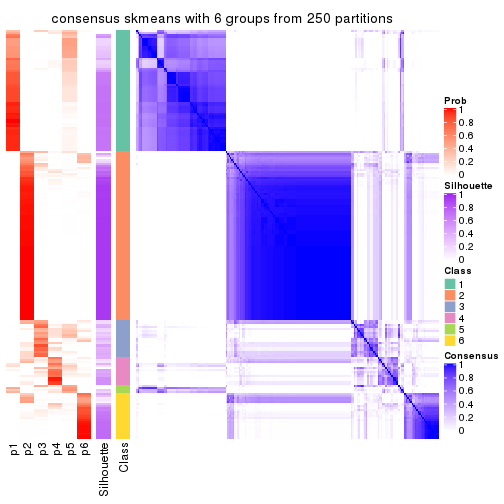 consensus skmeans with 6 groups from 250 partitions
Prob
1
0.8
0.6
0.4
0.2
0
Silhouette
1
0.8
0.6
0.4
0.2
0
Class
1
2
3
4
5
6
Consensus
1
0.8
0.6
0.4
0.2
0
p1
p2
p3
p4
p5
p6
Silhouette
Class